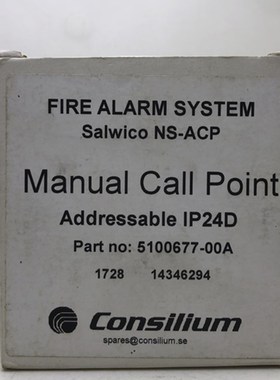 FIRE ALARM SYSTEM
Salwico NS-ACP
Manual Call Point
Addressable IP24D
Part no: 5100677-00A
1728 14346294
Consilium
spares@consilium.se